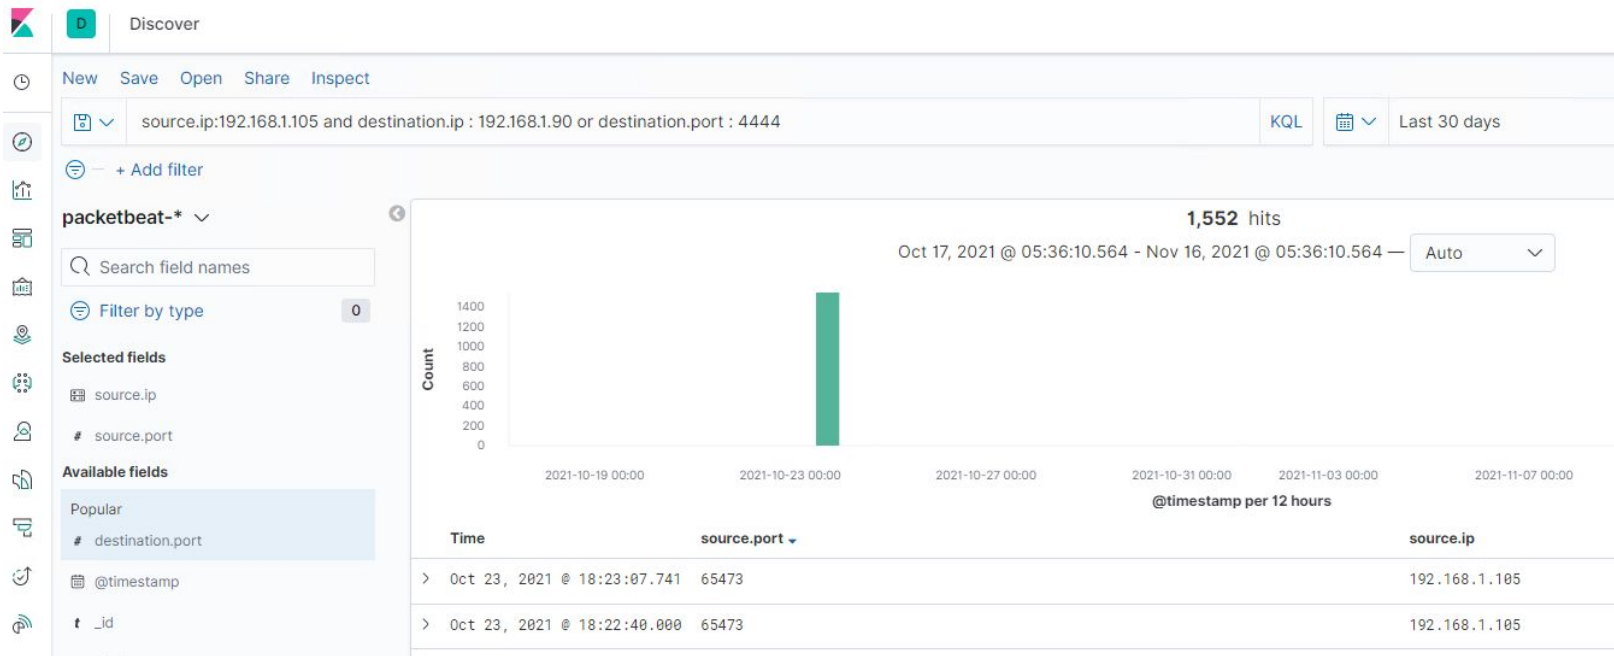 D Discover
New Save Open Share Inspect
source.ip:192.168.1.105 and destination.ip : 192.168.1.90 or destination.port : 4444 KQL Last 30 days
+ Add filter
packetbeat-*
1,552 hits
Oct 17, 2021 @ 05:36:10.564 - Nov 16, 2021 @ 05:36:10.564 — Auto
Search field names
Filter by type 0
Selected fields
source.ip
# source.port
Available fields
Popular
# destination.port
@timestamp
t _id
Count
1400
1200
1000
800
600
400
200
0
2021-10-19 00:00 2021-10-23 00:00 2021-10-27 00:00 2021-10-31 00:00 2021-11-03 00:00 2021-11-07 00:00
@timestamp per 12 hours
Time source.port source.ip
Oct 23, 2021 @ 18:23:07.741 65473 192.168.1.105
Oct 23, 2021 @ 18:22:40.000 65473 192.168.1.105